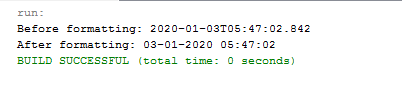 run:
Before formatting: 2020-01-03T05:47:02.842
After formatting: 03-01-2020 05:47:02
BUILD SUCCESSFUL (total time: 0 seconds)